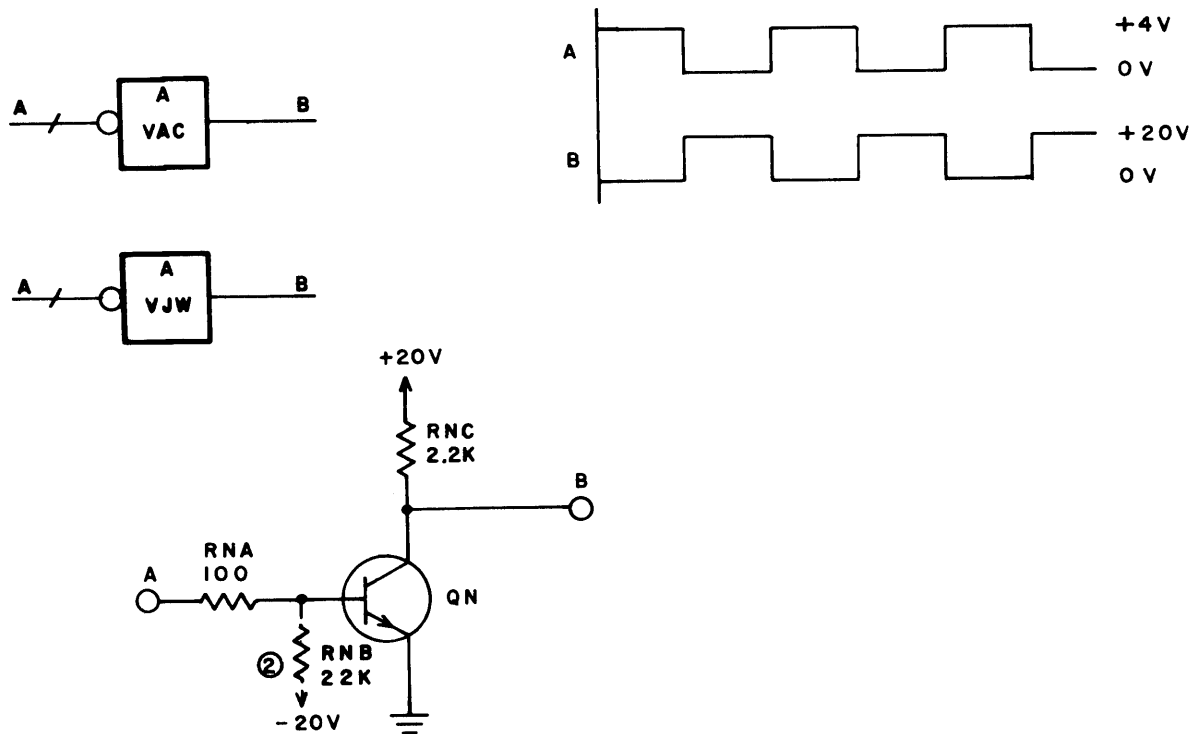 A
+4V
0V
B
+20V
0V
A
A
VAC
B
A
A
VJW
B
+20V
RNC
2.2K
B
RNA
100
A
QN
2
RNB
22K
-20V